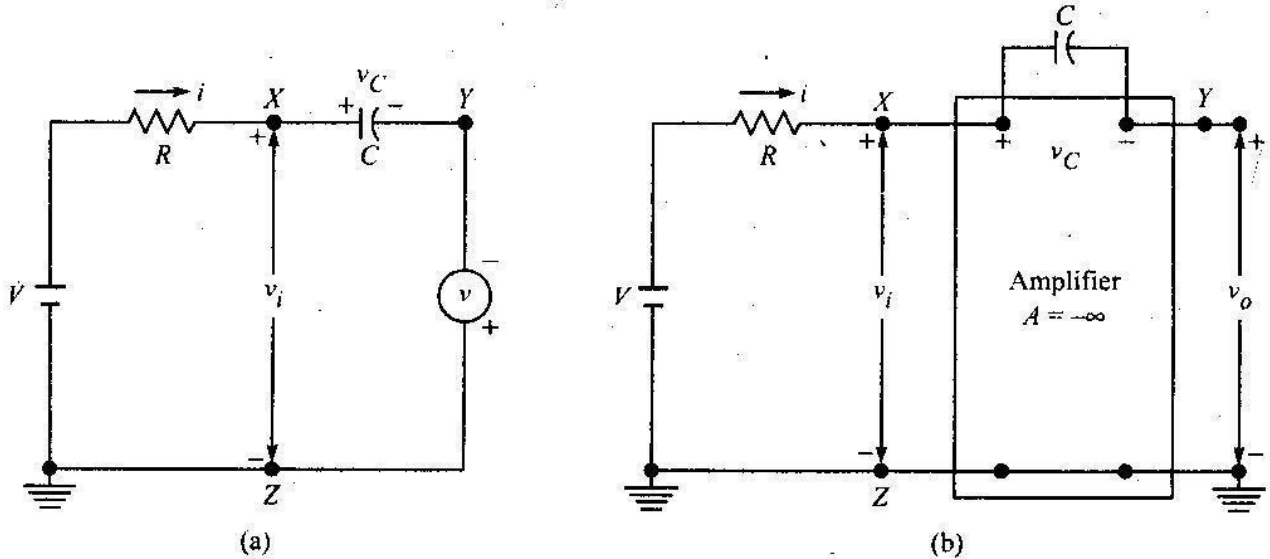 C
v_C
i
X
+
-
Y
R
+
C
V
v_i
-
v
+
-
Z
(a)
i
X
Y
R
+
+
v_C
-
+
V
v_i
Amplifier
A = -∞
v_o
-
-
Z
(b)